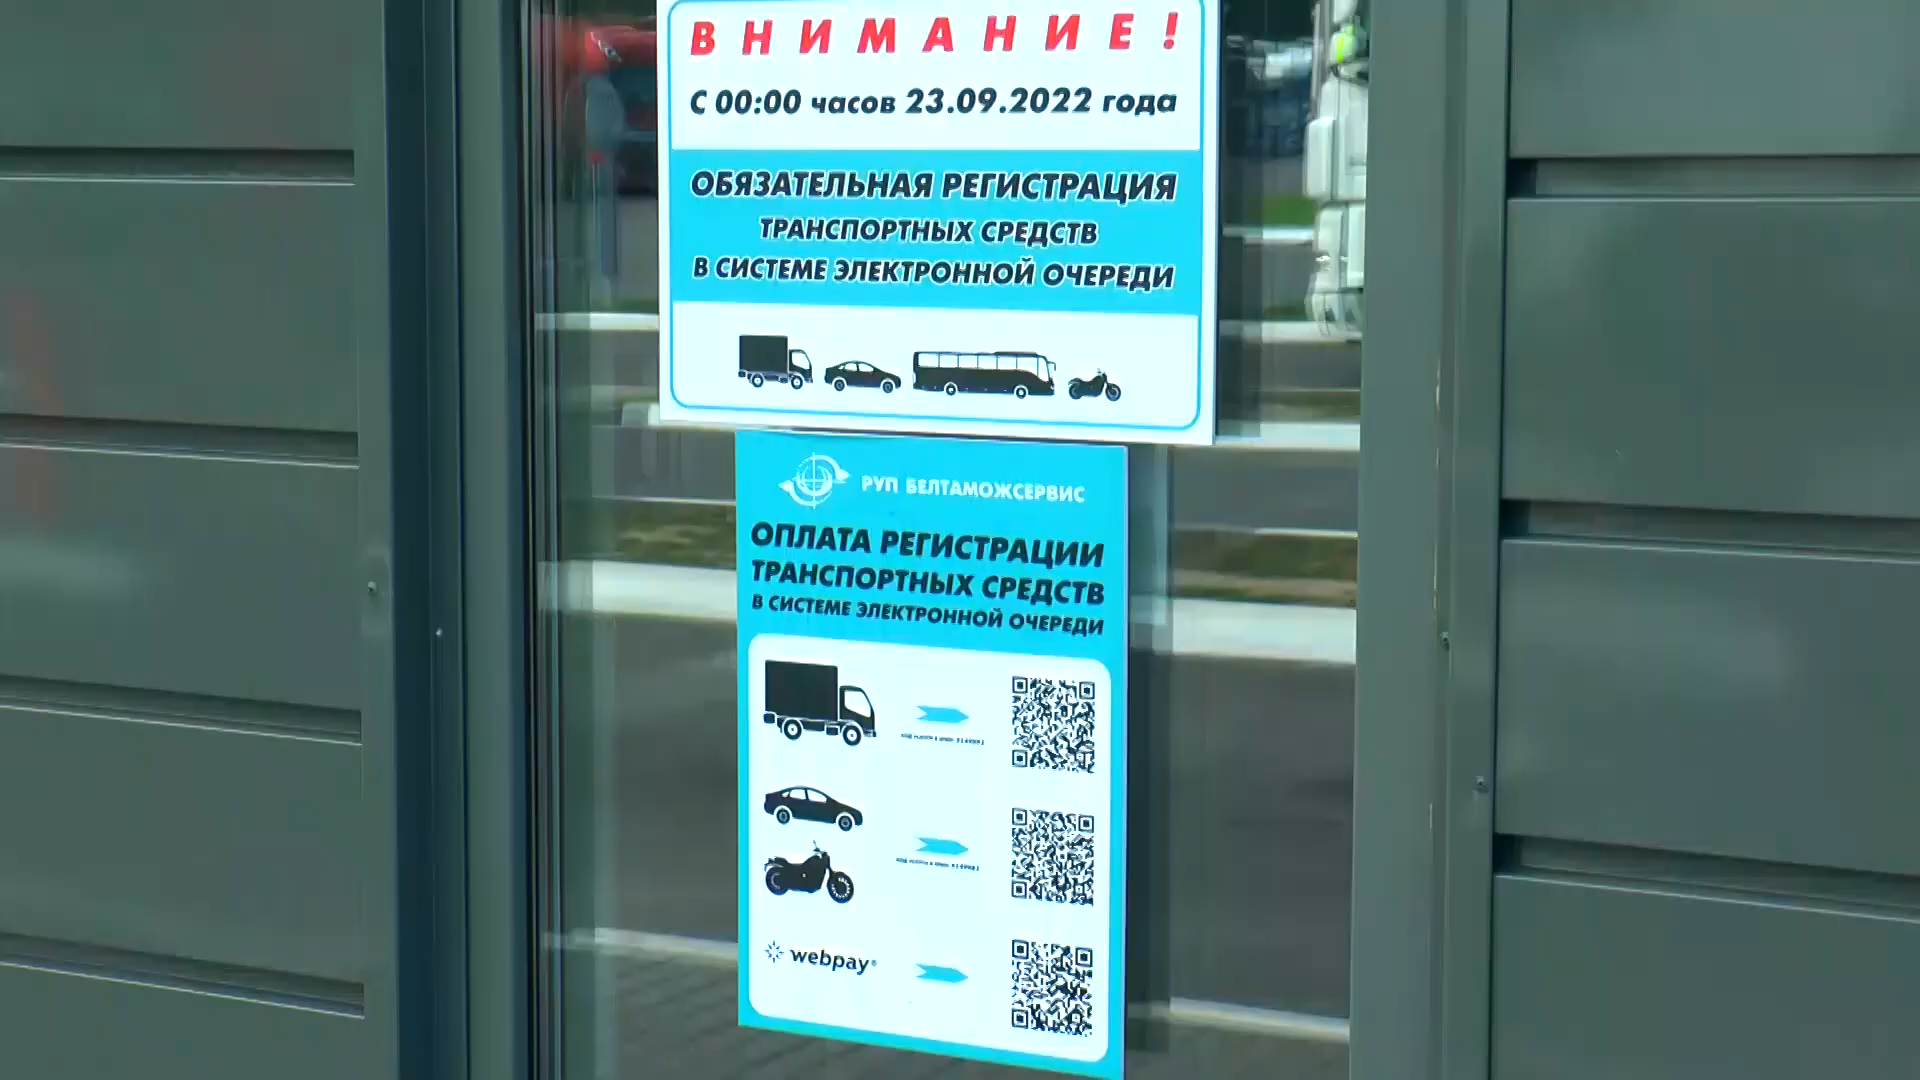 ВНИМАНИЕ!
С 00:00 часов 23.09.2022 года
ОБЯЗАТЕЛЬНАЯ РЕГИСТРАЦИЯ
ТРАНСПОРТНЫХ СРЕДСТВ
В СИСТЕМЕ ЭЛЕКТРОННОЙ ОЧЕРЕДИ
РУП БЕЛТАМОЖСЕРВИС
ОПЛАТА РЕГИСТРАЦИИ
ТРАНСПОРТНЫХ СРЕДСТВ
В СИСТЕМЕ ЭЛЕКТРОННОЙ ОЧЕРЕДИ
webpay®